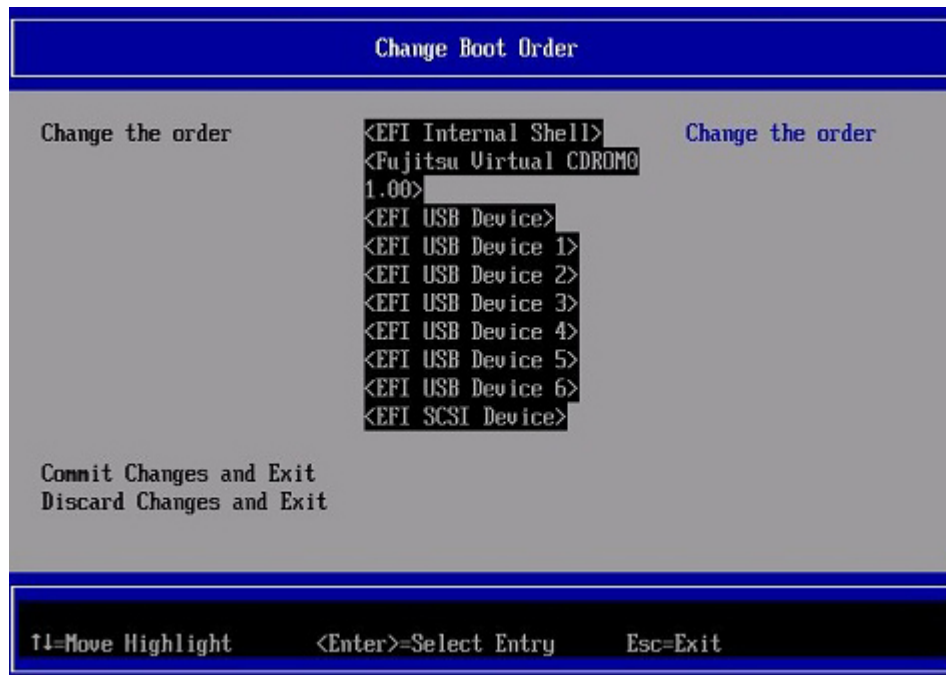 Change Boot Order
Change the order
<EFI Internal Shell>
Change the order
<Fujitsu Virtual CDROM0
1.00>
<EFI USB Device>
<EFI USB Device 1>
<EFI USB Device 2>
<EFI USB Device 3>
<EFI USB Device 4>
<EFI USB Device 5>
<EFI USB Device 6>
<EFI SCSI Device>
Commit Changes and Exit
Discard Changes and Exit
↑↓=Move Highlight
<Enter>=Select Entry
Esc=Exit